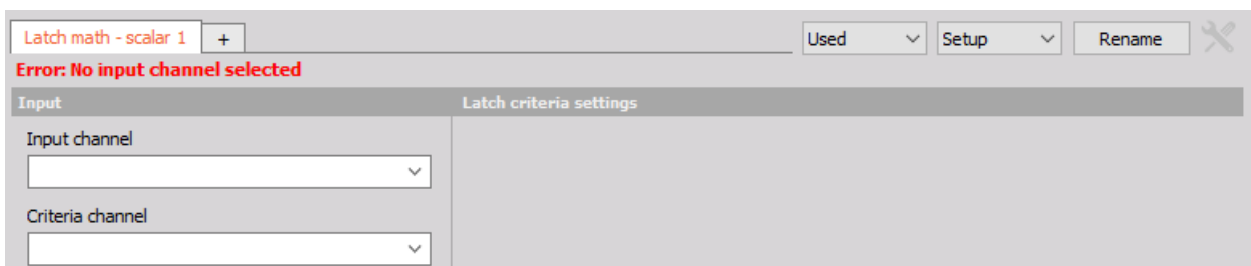 Latch math - scalar 1 + Used Setup Rename
Error: No input channel selected
Input Latch criteria settings
Input channel
Criteria channel